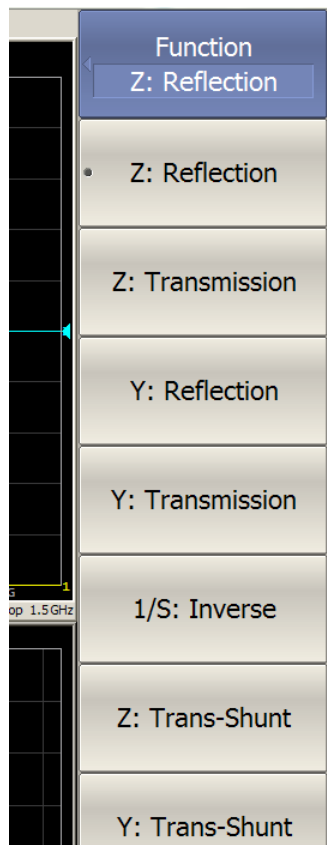 Function
Z: Reflection
Z: Reflection
Z: Transmission
Y: Reflection
Y: Transmission
1/S: Inverse
1
op 1.5GHz
Z: Trans-Shunt
Y: Trans-Shunt